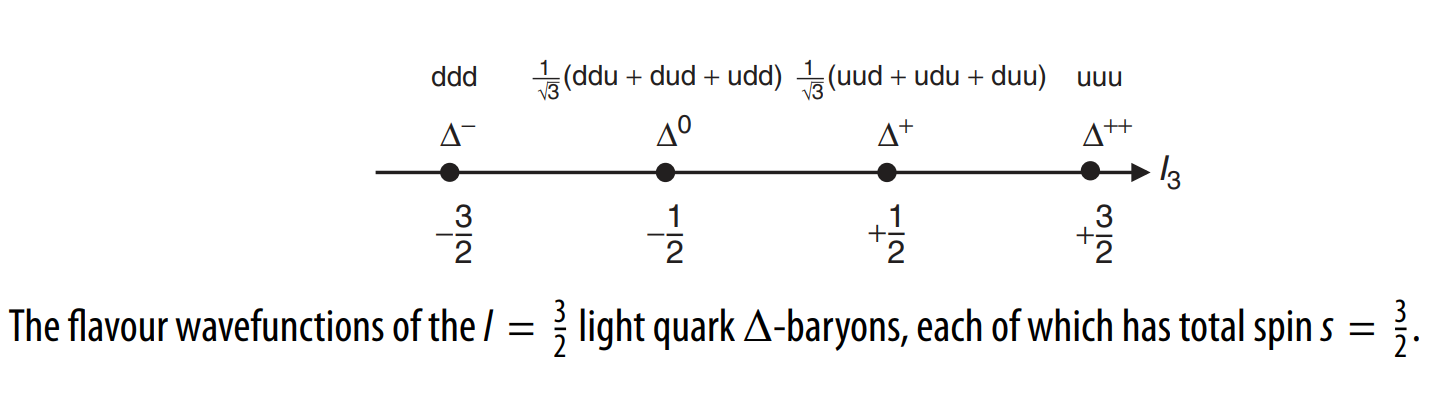 ddd 1/√3(ddu + dud + udd) 1/√3(uud + udu + duu) uuu
Δ⁻ Δ⁰ Δ⁺ Δ⁺⁺
I₃
−3/2 −1/2 +1/2 +3/2
The flavour wavefunctions of the I = 3/2 light quark Δ-baryons, each of which has total spin s = 3/2.